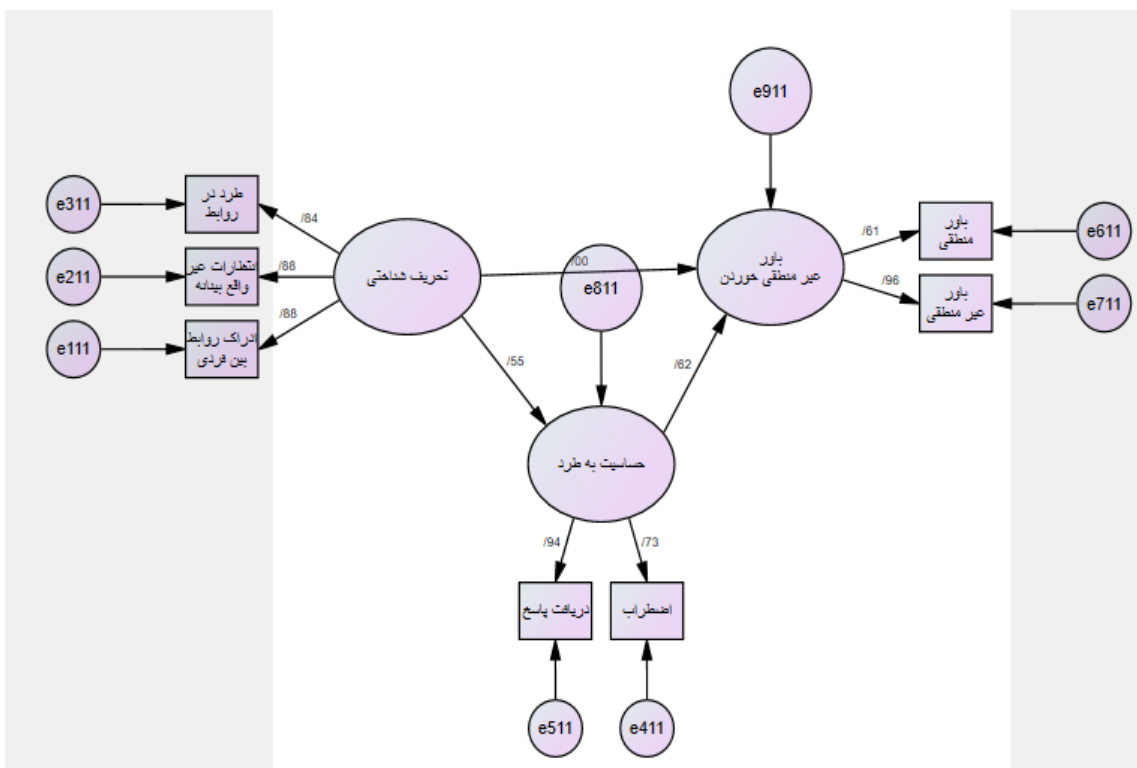 e911
e311
طرد در
روابط
/84
e211
انتظارات غیر
واقع بینانه
/88
e111
ادراک روابط
بین فردی
/88
تحریف شناختی
/00
e811
باور
غیر منطقی خوردن
/61
باور
منطقی
e611
/96
باور
غیر منطقی
e711
/55
/62
حساسیت به طرد
/94
/73
دریافت پاسخ
اضطراب
e511
e411